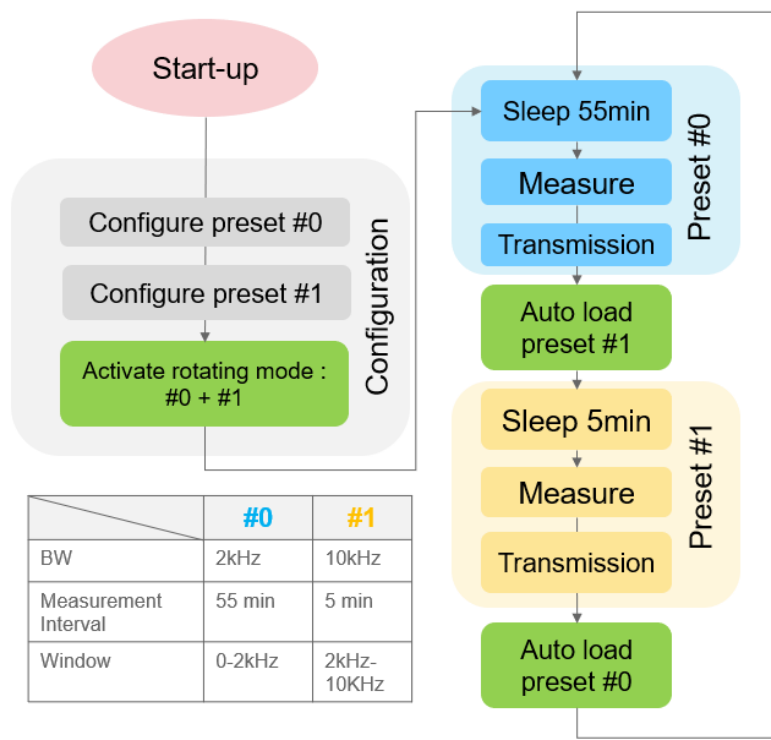 Start-up
Configure preset #0
Configure preset #1
Activate rotating mode :
#0 + #1
Configuration
Sleep 55min
Measure
Transmission
Preset #0
Auto load
preset #1
Sleep 5min
Measure
Transmission
Preset #1
Auto load
preset #0
#0 #1
BW 2kHz 10kHz
Measurement 55 min 5 min
Interval
Window 0-2kHz 2kHz-
10KHz